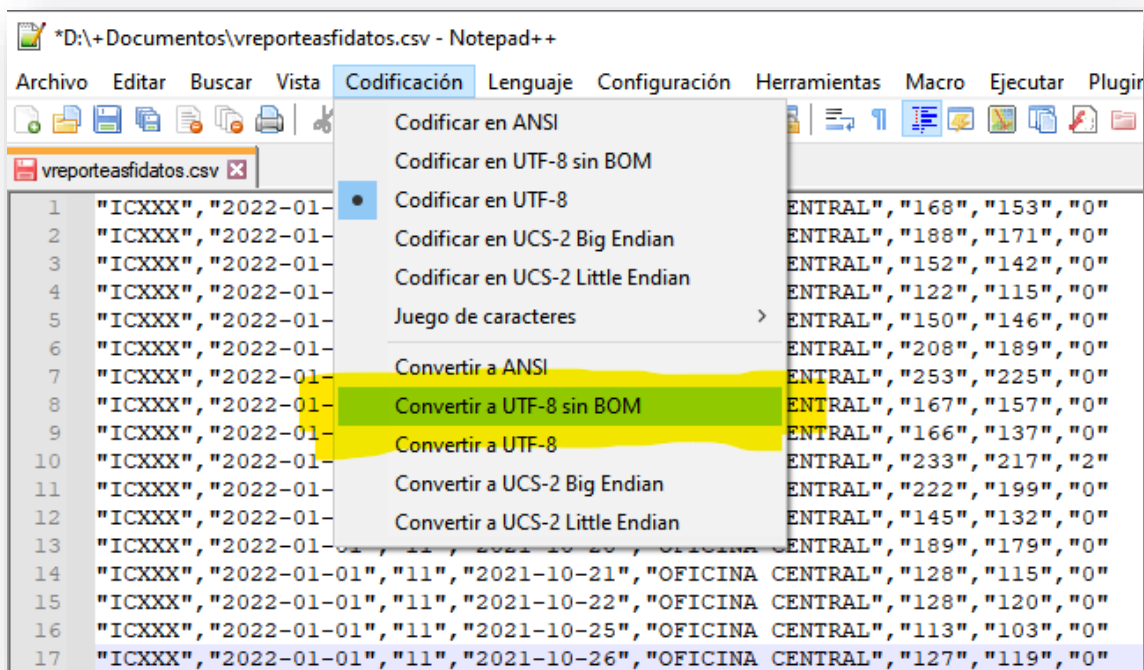 *D:\+Documentos\vreporteasfidatos.csv - Notepad++
Archivo Editar Buscar Vista Codificación Lenguaje Configuración Herramientas Macro Ejecutar Plugin
vreporteasfidatos.csv
Codificar en ANSI
Codificar en UTF-8 sin BOM
Codificar en UTF-8
Codificar en UCS-2 Big Endian
Codificar en UCS-2 Little Endian
Juego de caracteres
Convertir a ANSI
Convertir a UTF-8 sin BOM
Convertir a UTF-8
Convertir a UCS-2 Big Endian
Convertir a UCS-2 Little Endian
1 "ICXXX","2022-01- ENTRAL","168","153","0"
2 "ICXXX","2022-01- ENTRAL","188","171","0"
3 "ICXXX","2022-01- ENTRAL","152","142","0"
4 "ICXXX","2022-01- ENTRAL","122","115","0"
5 "ICXXX","2022-01- ENTRAL","150","146","0"
6 "ICXXX","2022-01- ENTRAL","208","189","0"
7 "ICXXX","2022-01- ENTRAL","253","225","0"
8 "ICXXX","2022-01- ENTRAL","167","157","0"
9 "ICXXX","2022-01- ENTRAL","166","137","0"
10 "ICXXX","2022-01- ENTRAL","233","217","2"
11 "ICXXX","2022-01- ENTRAL","222","199","0"
12 "ICXXX","2022-01- ENTRAL","145","132","0"
13 "ICXXX","2022-01-01","11","2021-10-20","OFICINA CENTRAL","189","179","0"
14 "ICXXX","2022-01-01","11","2021-10-21","OFICINA CENTRAL","128","115","0"
15 "ICXXX","2022-01-01","11","2021-10-22","OFICINA CENTRAL","128","120","0"
16 "ICXXX","2022-01-01","11","2021-10-25","OFICINA CENTRAL","113","103","0"
17 "ICXXX","2022-01-01","11","2021-10-26","OFICINA CENTRAL","127","119","0"